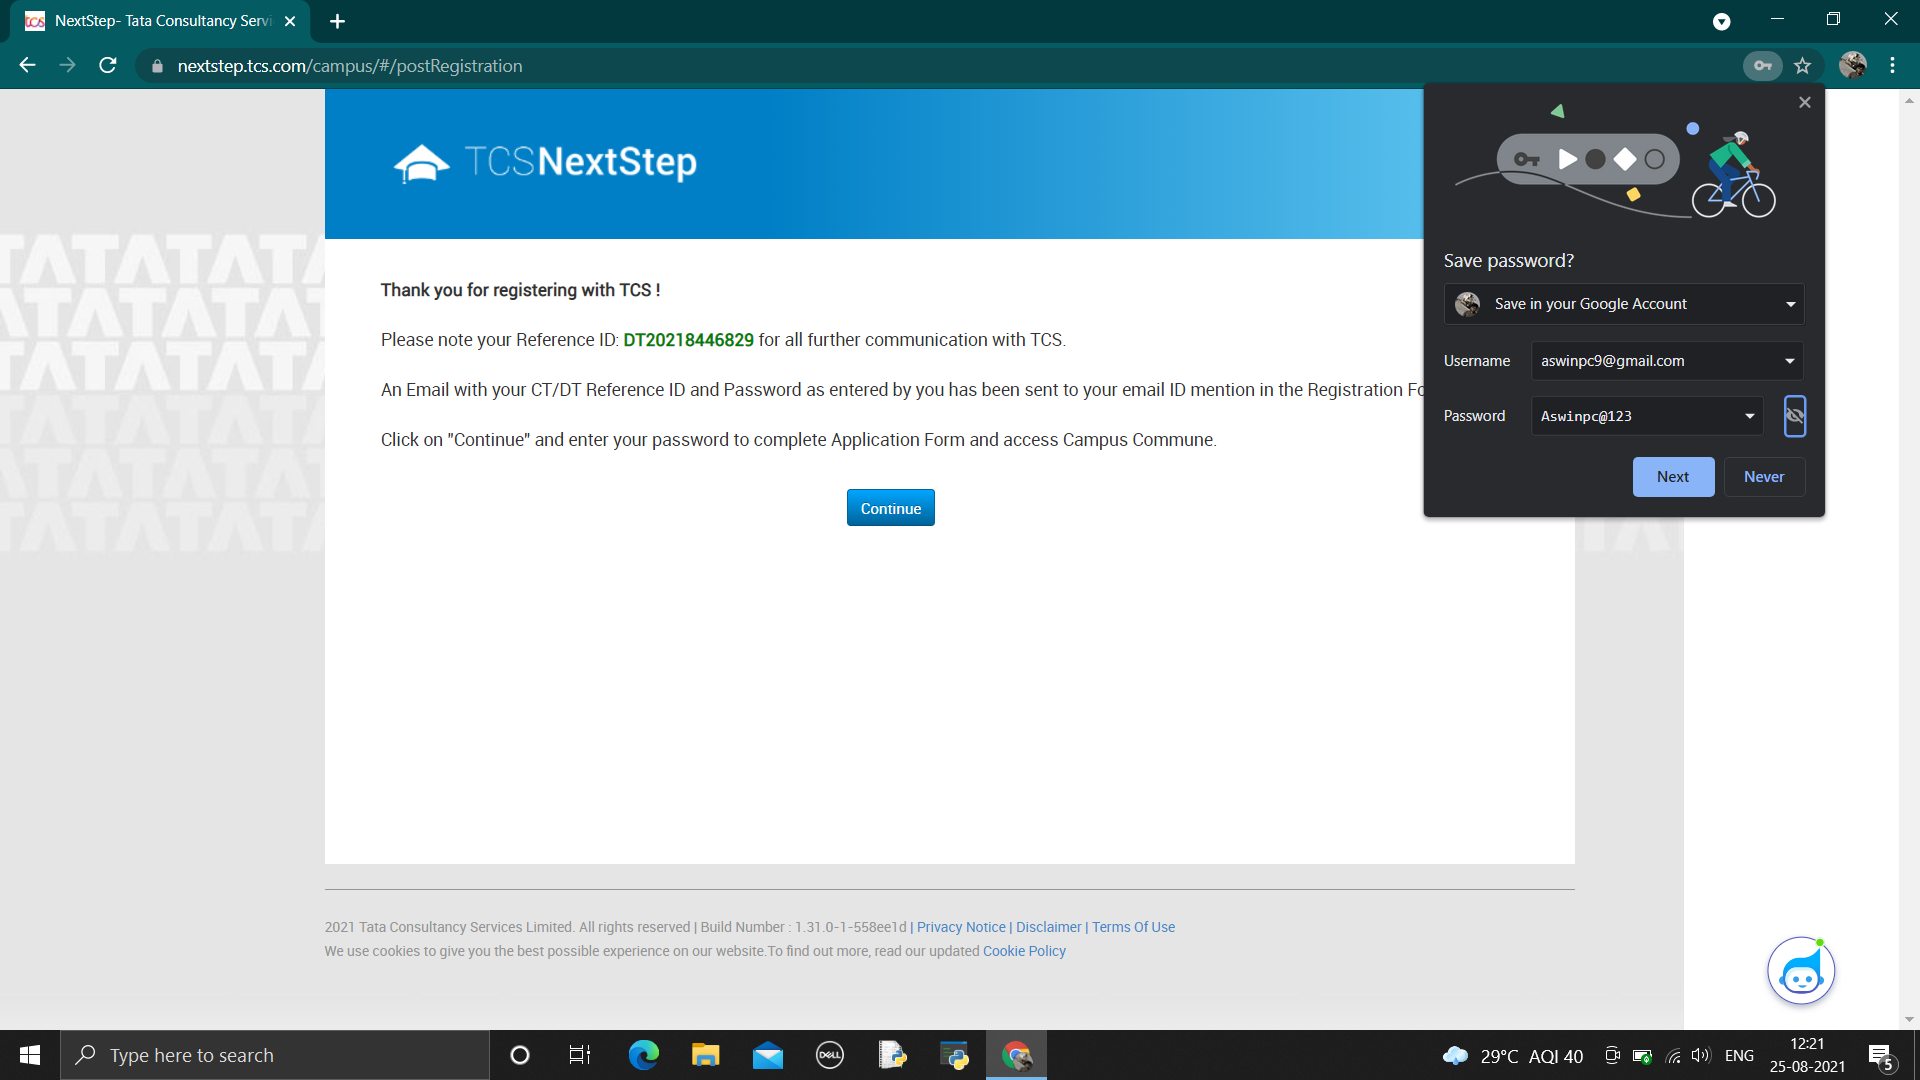 NextStep- Tata Consultancy Servi
nextstep.tcs.com/campus/#/postRegistration
TCSNextStep
Thank you for registering with TCS !
Please note your Reference ID: DT20218446829 for all further communication with TCS.
An Email with your CT/DT Reference ID and Password as entered by you has been sent to your email ID mention in the Registration Fo
Click on "Continue" and enter your password to complete Application Form and access Campus Commune.
Continue
Save password?
Save in your Google Account
Username
aswinpc9@gmail.com
Password
Aswinpc@123
Next
Never
TATATATATATA
2021 Tata Consultancy Services Limited. All rights reserved | Build Number : 1.31.0-1-558ee1d | Privacy Notice | Disclaimer | Terms Of Use
We use cookies to give you the best possible experience on our website.To find out more, read our updated Cookie Policy
Type here to search
DELL
29°C AQI 40
ENG
12:21
25-08-2021
5